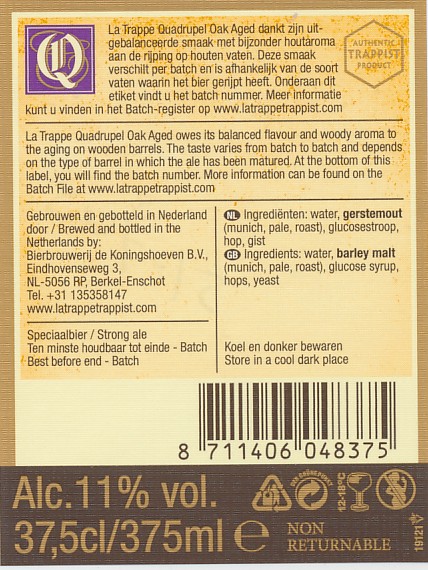 Q
La Trappe Quadrupel Oak Aged dankt zijn uit-
gebalanceerde smaak met bijzonder houtaroma
aan de rijping op houten vaten. Deze smaak
verschilt per batch en is afhankelijk van de soort
vaten waarin het bier gerijpt heeft. Onderaan dit
etiket vindt u het batch nummer. Meer informatie
kunt u vinden in het Batch-register op www.latrappetrappist.com
AUTHENTIC
TRAPPIST
PRODUCT
La Trappe Quadrupel Oak Aged owes its balanced flavour and woody aroma to
the aging on wooden barrels. The taste varies from batch to batch and depends
on the type of barrel in which the ale has been matured. At the bottom of this
label, you will find the batch number. More information can be found on the
Batch File at www.latrappetrappist.com
Gebrouwen en gebotteld in Nederland
door / Brewed and bottled in the
Netherlands by:
Bierbrouwerij de Koningshoeven B.V.,
Eindhovenseweg 3,
NL-5056 RP, Berkel-Enschot
Tel. +31 135358147
www.latrappetrappist.com
NL Ingrediënten: water, gerstemout
(munich, pale, roast), glucosestroop,
hop, gist
GB Ingredients: water, barley malt
(munich, pale, roast), glucose syrup,
hops, yeast
Speciaalbier / Strong ale
Ten minste houdbaar tot einde - Batch
Best before end - Batch
Koel en donker bewaren
Store in a cool dark place
8 711406 048375
Alc.11% vol.
37,5cl/375ml e
DER GRÜNE PUNKT
12-18°C
NON
RETURNABLE
19121